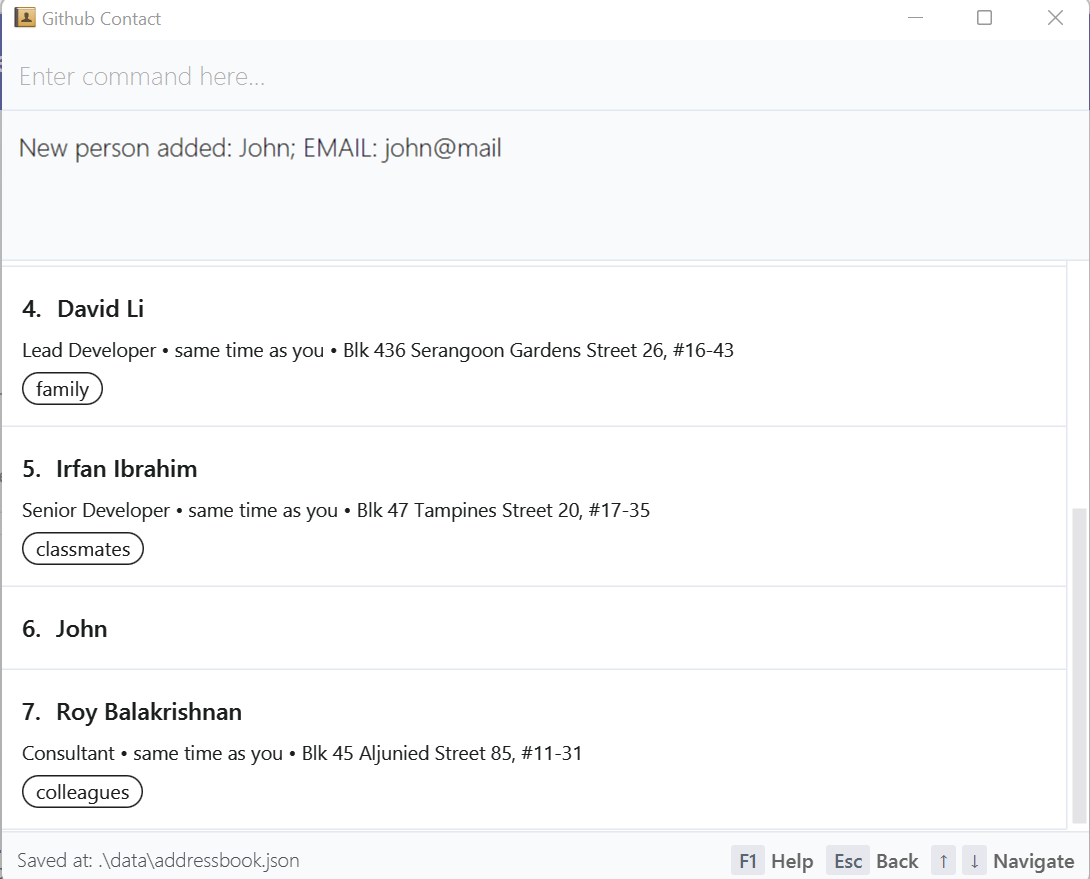 Github Contact
Enter command here...
New person added: John; EMAIL: john@mail
4. David Li
Lead Developer • same time as you • Blk 436 Serangoon Gardens Street 26, #16-43
family
5. Irfan Ibrahim
Senior Developer • same time as you • Blk 47 Tampines Street 20, #17-35
classmates
6. John
7. Roy Balakrishnan
Consultant • same time as you • Blk 45 Aljunied Street 85, #11-31
colleagues
Saved at: .\data\addressbook.json F1 Help Esc Back ↑ ↓ Navigate